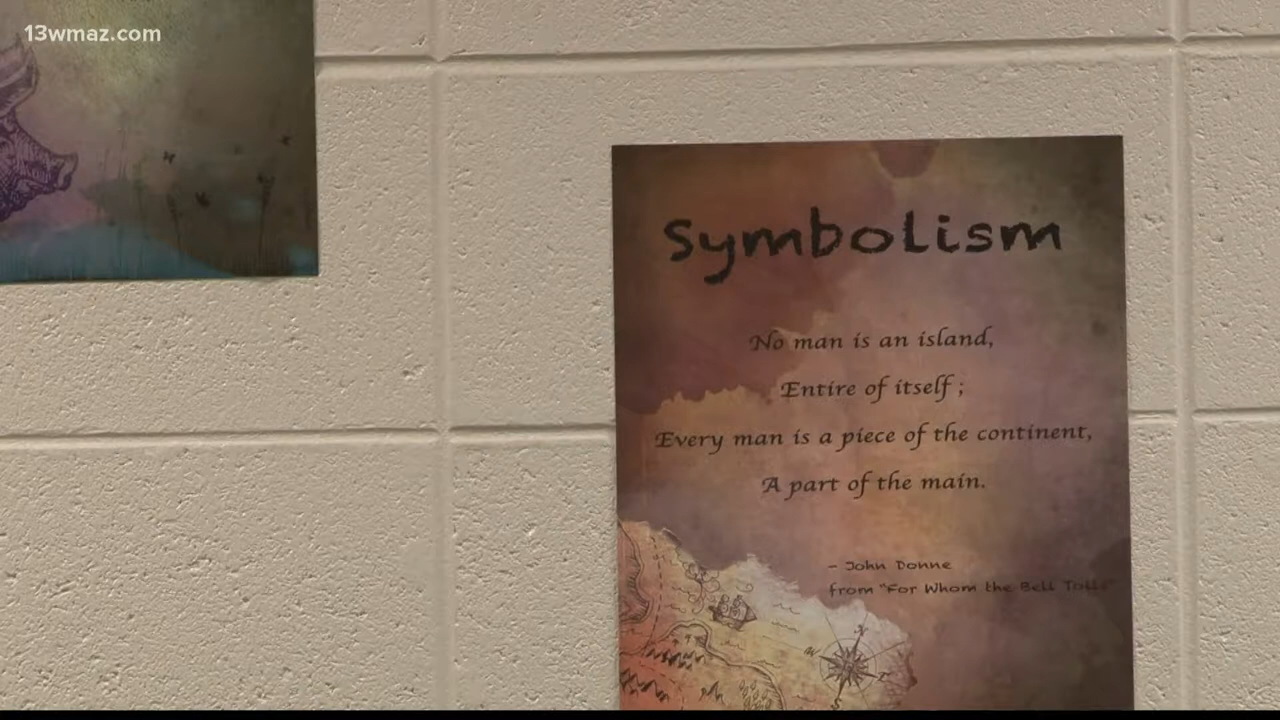 13wmaz.com
Symbolism
No man is an island,
Entire of itself ;
Every man is a piece of the continent,
A part of the main.
- John Donne
from "For Whom the Bell Tolls"
N
W
S